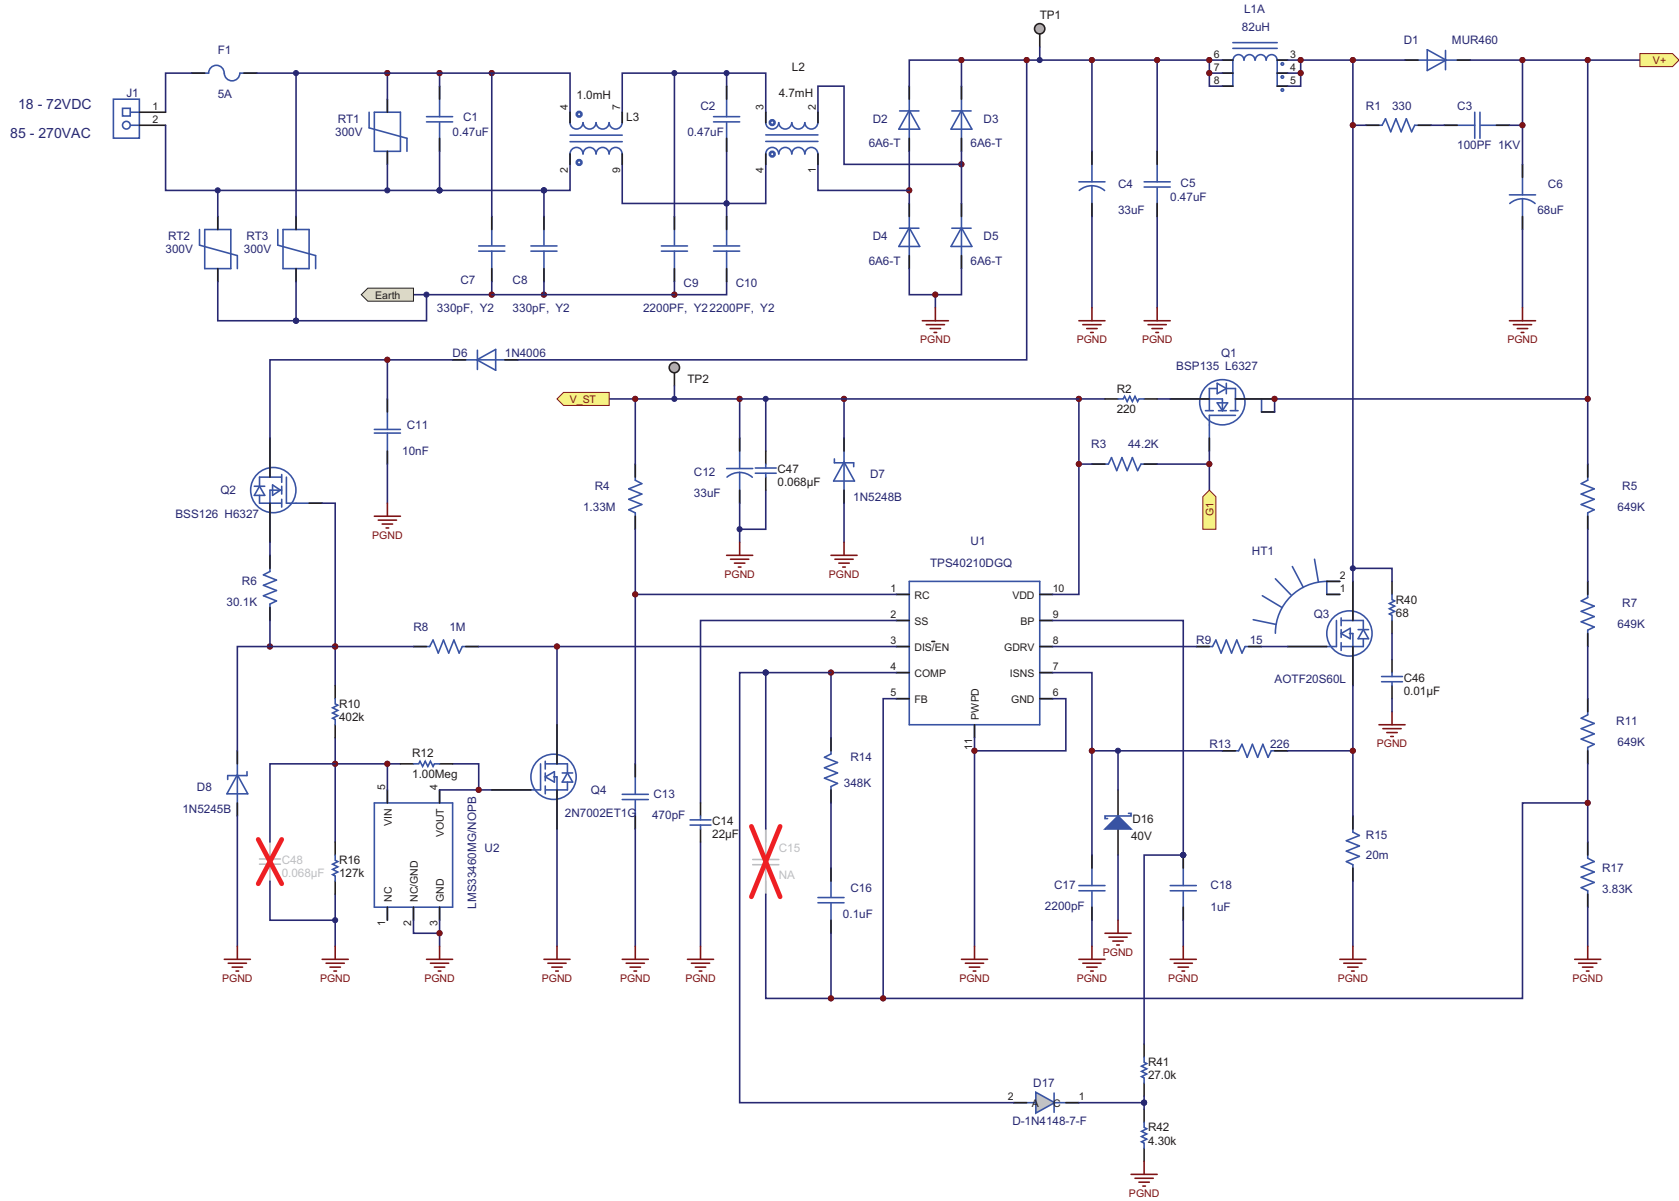 18 - 72VDC
85 - 270VAC
J1
1
2
F1
5A
RT1
300V
C1
0.47uF
1.0mH
L3
4
7
2
9
C2
0.47uF
L2
4.7mH
3
2
4
1
RT2
300V
RT3
300V
Earth
C7
330pF, Y2
C8
330pF, Y2
C9
2200PF, Y2
C10
2200PF, Y2
D2
6A6-T
D3
6A6-T
D4
6A6-T
D5
6A6-T
PGND
TP1
C4
33uF
PGND
C5
0.47uF
PGND
L1A
82uH
6
7
8
3
4
5
D1
MUR460
V+
R1
330
C3
100PF 1KV
C6
68uF
PGND
D6
1N4006
C11
10nF
PGND
Q2
BSS126 H6327
R6
30.1K
V_ST
TP2
R4
1.33M
C12
33uF
C47
0.068µF
PGND
D7
1N5248B
PGND
R2
220
Q1
BSP135 L6327
R3
44.2K
G1
U1
TPS40210DGQ
1
RC
2
SS
3
DIS/EN
4
COMP
5
FB
10
VDD
9
BP
8
GDRV
7
ISNS
6
GND
PWPD
11
PGND
HT1
2
1
Q3
AOTF20S60L
R40
68
C46
0.01µF
PGND
R9
15
R5
649K
R7
649K
R11
649K
R17
3.83K
PGND
R8
1M
R10
402k
R12
1.00Meg
D8
1N5245B
PGND
C48
0.068µF
R16
127k
PGND
5
4
VIN
VOUT
NC
NC/GND
GND
1
2
3
U2
LMS33460MG/NOPB
PGND
Q4
2N7002ET1G
PGND
C13
470pF
PGND
C14
22µF
PGND
C15
NA
R14
348K
C16
0.1uF
R13
226
D16
40V
PGND
C17
2200pF
PGND
C18
1uF
PGND
R15
20m
PGND
R41
27.0k
D17
2
A
C
1
D-1N4148-7-F
R42
4.30k
PGND